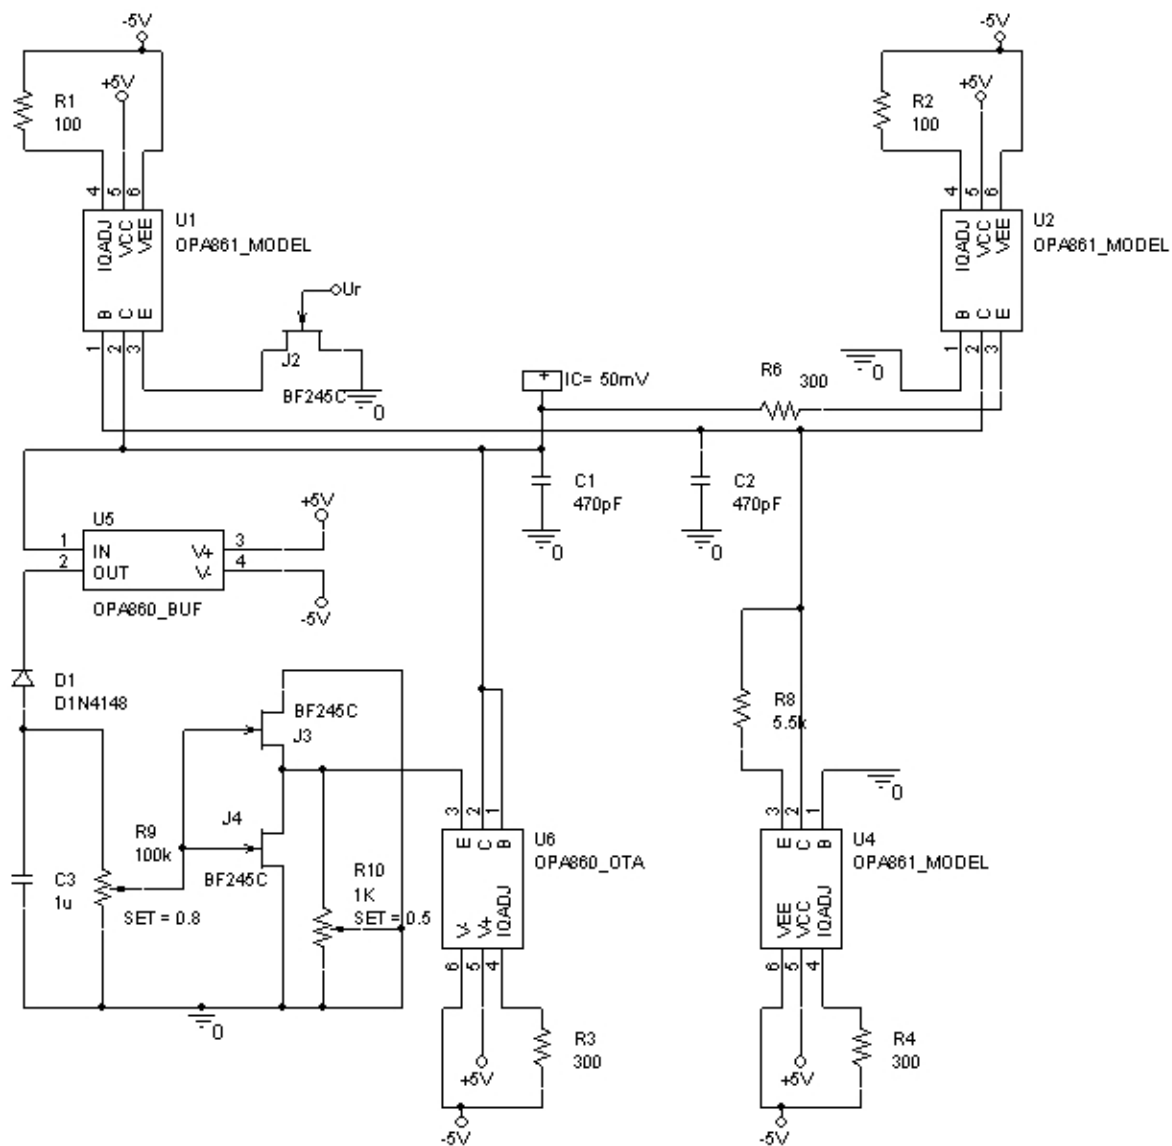 -5V
-5V
+5V
+5V
R1
100
R2
100
4
5
6
4
5
6
IQADJ
VCC
VEE
U1
OPA861_MODEL
IQADJ
VCC
VEE
U2
OPA861_MODEL
B
C
E
B
C
E
1
2
3
1
2
3
Ur
J2
BF245C
0
IC= 50mV
R6
300
0
C1
470pF
0
C2
470pF
0
+5V
U5
1
IN
V+
3
2
OUT
V-
4
OPA860_BUF
-5V
D1
D1N4148
BF245C
J3
R8
5.5k
0
J4
R9
100k
BF245C
C3
1u
SET = 0.8
R10
1K
SET = 0.5
0
3
2
1
E
C
B
U6
OPA860_OTA
V-
V+
IQADJ
6
5
4
R3
300
+5V
-5V
3
2
1
E
C
B
U4
OPA861_MODEL
VEE
VCC
IQADJ
6
5
4
R4
300
+5V
-5V